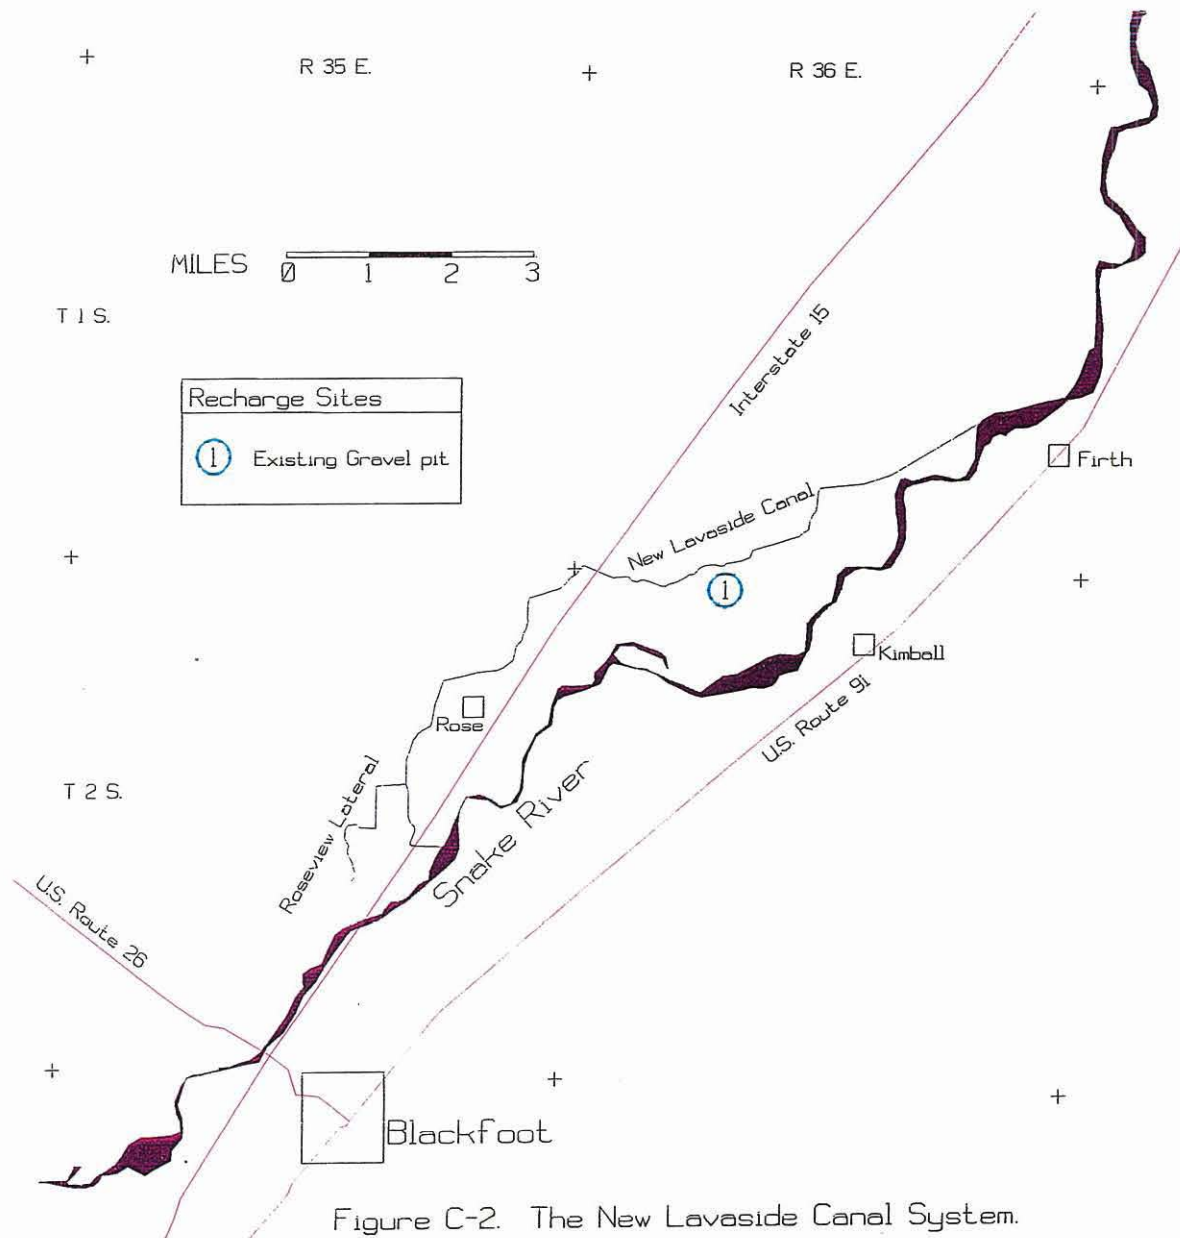 R 35 E.
R 36 E.
MILES
0 1 2 3
T 1 S.
Interstate 15
Recharge Sites
1 Existing Gravel pit
Firth
New Lavaside Canal
1
Kimball
Rose
U.S. Route 91
T 2 S.
Roseview Lateral
Snake River
U.S. Route 26
Blackfoot
Figure C-2. The New Lavaside Canal System.